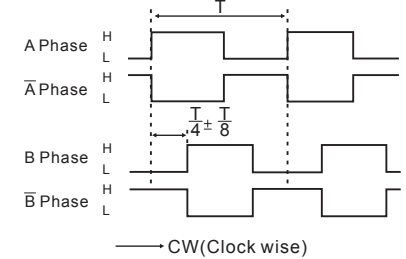 T
A Phase H
L
A̅ Phase H
L
T/4 ± T/8
B Phase H
L
B̅ Phase H
L
CW(Clock wise)